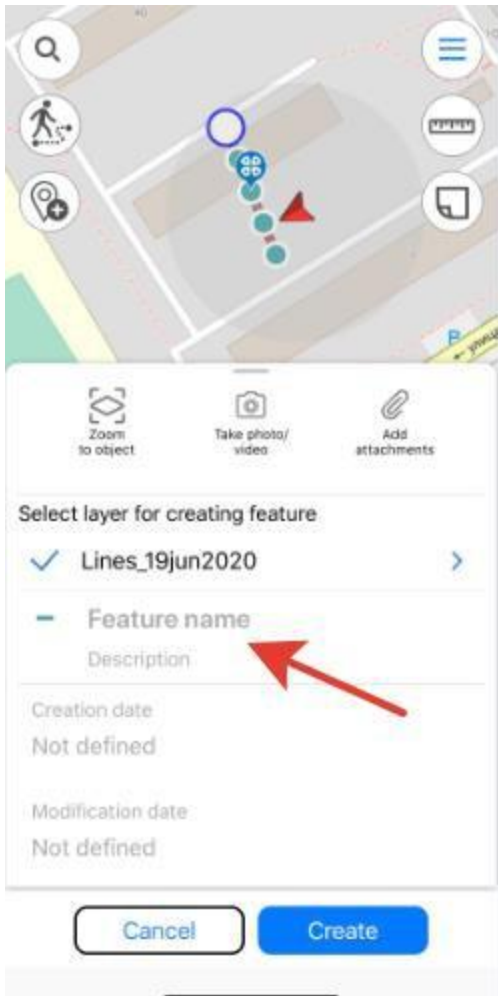 Zoom
to object
Take photo/
video
Add
attachments
Select layer for creating feature
Lines_19jun2020
Feature name
Description
Creation date
Not defined
Modification date
Not defined
Cancel
Create